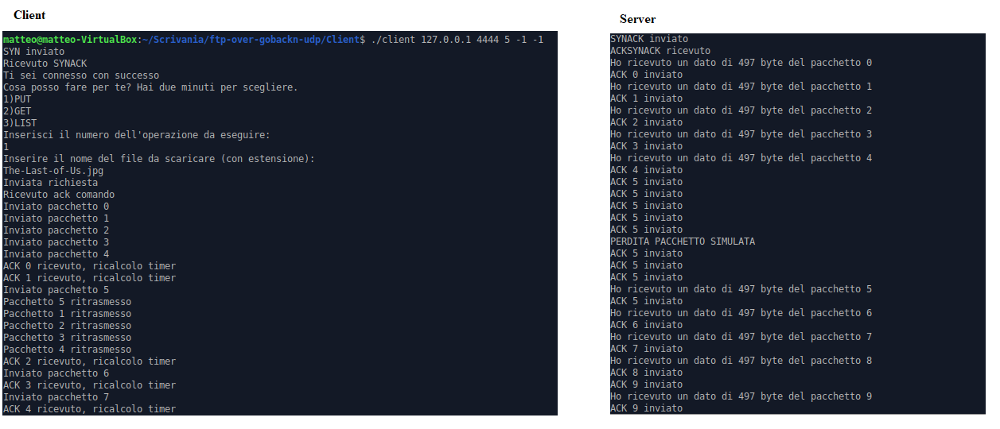 Client
matteo@matteo-VirtualBox:~/Scrivania/ftp-over-gobackn-udp/Client$ ./client 127.0.0.1 4444 5 -1 -1
SYN inviato
Ricevuto SYNACK
Ti sei connesso con successo
Cosa posso fare per te? Hai due minuti per scegliere.
1)PUT
2)GET
3)LIST
Inserisci il numero dell'operazione da eseguire:
1
Inserire il nome del file da scaricare (con estensione):
The-Last-of-Us.jpg
Inviata richiesta
Ricevuto ack comando
Inviato pacchetto 0
Inviato pacchetto 1
Inviato pacchetto 2
Inviato pacchetto 3
Inviato pacchetto 4
ACK 0 ricevuto, ricalcolo timer
ACK 1 ricevuto, ricalcolo timer
Inviato pacchetto 5
Pacchetto 5 ritrasmesso
Pacchetto 1 ritrasmesso
Pacchetto 2 ritrasmesso
Pacchetto 3 ritrasmesso
Pacchetto 4 ritrasmesso
ACK 2 ricevuto, ricalcolo timer
Inviato pacchetto 6
ACK 3 ricevuto, ricalcolo timer
Inviato pacchetto 7
ACK 4 ricevuto, ricalcolo timer
Server
SYNACK inviato
ACKSYNACK ricevuto
Ho ricevuto un dato di 497 byte del pacchetto 0
ACK 0 inviato
Ho ricevuto un dato di 497 byte del pacchetto 1
ACK 1 inviato
Ho ricevuto un dato di 497 byte del pacchetto 2
ACK 2 inviato
Ho ricevuto un dato di 497 byte del pacchetto 3
ACK 3 inviato
Ho ricevuto un dato di 497 byte del pacchetto 4
ACK 4 inviato
ACK 5 inviato
ACK 5 inviato
ACK 5 inviato
ACK 5 inviato
ACK 5 inviato
PERDITA PACCHETTO SIMULATA
ACK 5 inviato
ACK 5 inviato
ACK 5 inviato
Ho ricevuto un dato di 497 byte del pacchetto 5
ACK 5 inviato
Ho ricevuto un dato di 497 byte del pacchetto 6
ACK 6 inviato
Ho ricevuto un dato di 497 byte del pacchetto 7
ACK 7 inviato
Ho ricevuto un dato di 497 byte del pacchetto 8
ACK 8 inviato
ACK 9 inviato
Ho ricevuto un dato di 497 byte del pacchetto 9
ACK 9 inviato